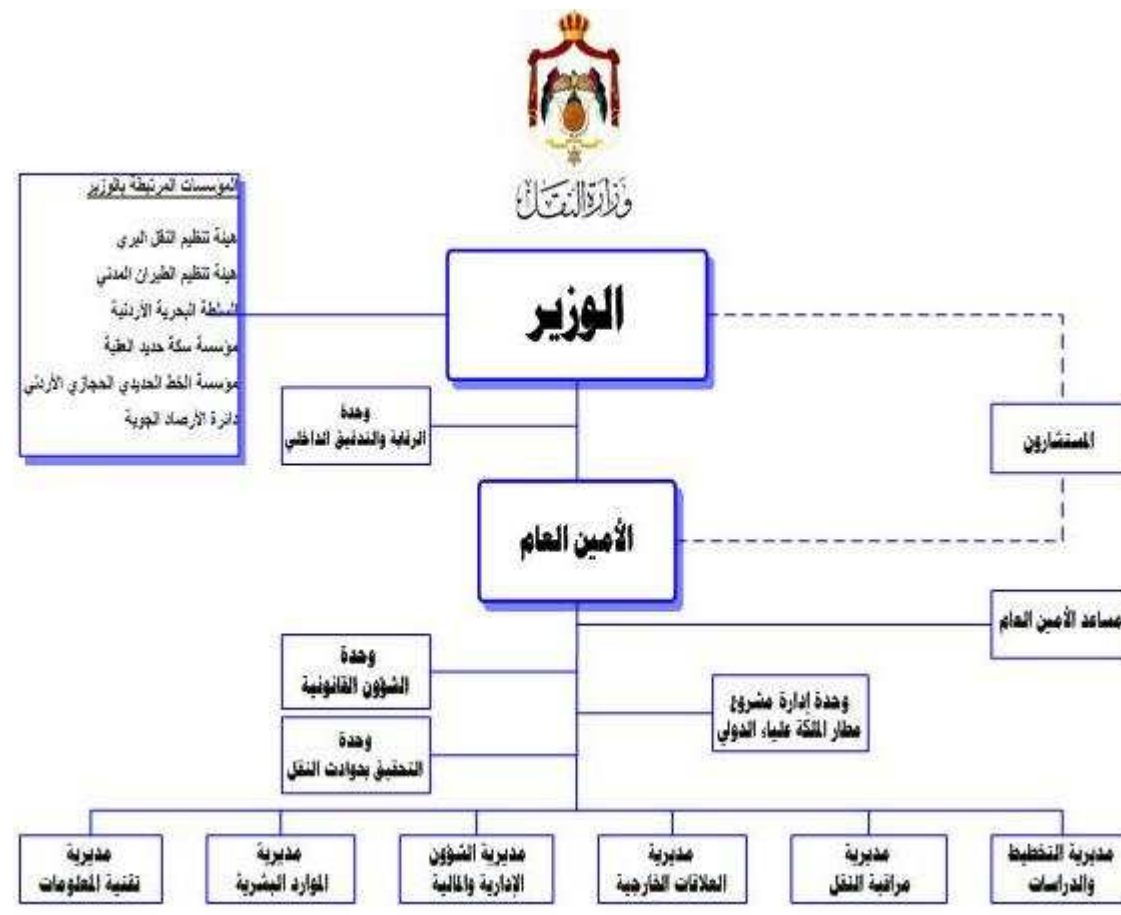 وزارة النقل
المؤسسات المرتبطة بالوزير
هيئة تنظيم النقل البري
هيئة تنظيم الطيران المدني
السلطة البحرية الأردنية
مؤسسة سكة حديد العقبة
مؤسسة الخط الحديدي الحجازي الأردني
دائرة الأرصاد الجوية
الوزير
وحدة
الرقابة والتدقيق الداخلي
المستشارون
الأمين العام
مساعد الأمين العام
وحدة
الشؤون القانونية
وحدة إدارة مشروع
مطار الملكة علياء الدولي
وحدة
التحقيق بحوادث النقل
مديرية التخطيط
والدراسات
مديرية
مراقبة النقل
مديرية
العلاقات الخارجية
مديرية الشؤون
الإدارية والمالية
مديرية
الموارد البشرية
مديرية
تقنية المعلومات